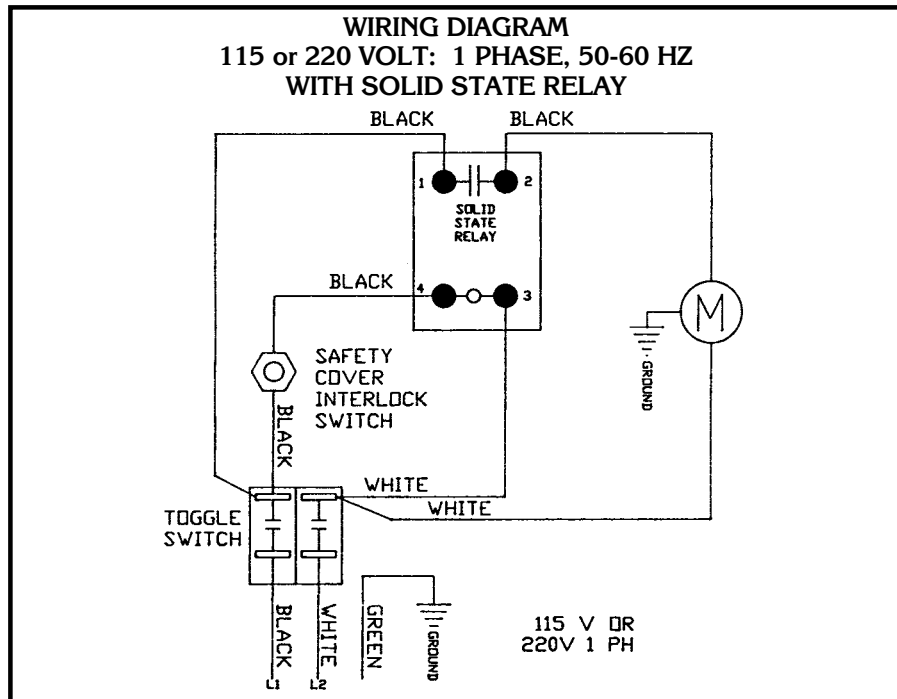 WIRING DIAGRAM
115 or 220 VOLT: 1 PHASE, 50-60 HZ
WITH SOLID STATE RELAY
BLACK
BLACK
1
2
SOLID
STATE
RELAY
BLACK
4
3
M
SAFETY
COVER
INTERLOCK
SWITCH
GROUND
BLACK
WHITE
WHITE
TOGGLE
SWITCH
BLACK
WHITE
GREEN
GROUND
115 V OR
220V 1 PH
L1
L2